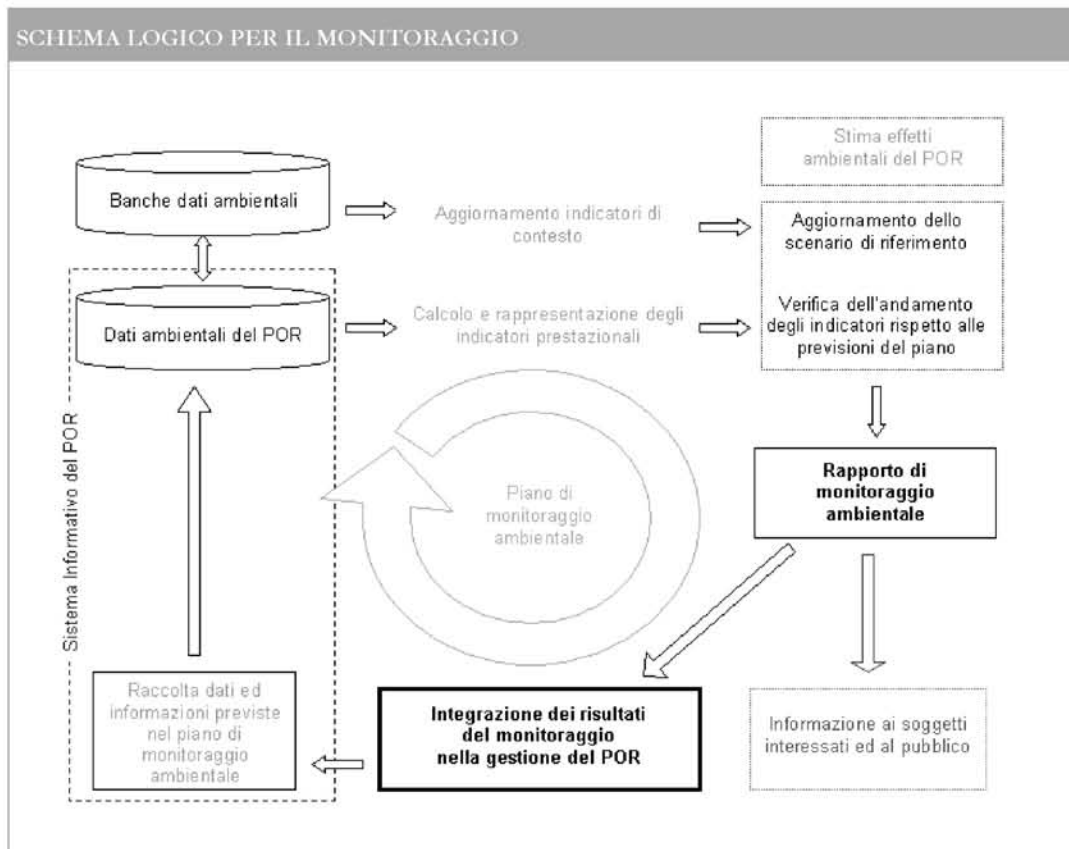 SCHEMA LOGICO PER IL MONITORAGGIO
Stima effetti
ambientali del POR
Banche dati ambientali
Aggiornamento indicatori di
contesto
Aggiornamento dello
scenario di riferimento
Dati ambientali del POR
Calcolo e rappresentazione degli
indicatori prestazionali
Verifica dell'andamento
degli indicatori rispetto alle
previsioni del piano
Sistema Informativo del POR
Piano di
monitoraggio
ambientale
Rapporto di
monitoraggio
ambientale
Raccolta dati ed
informazioni previste
nel piano di
monitoraggio
ambientale
Integrazione dei risultati
del monitoraggio
nella gestione del POR
Informazione ai soggetti
interessati ed al pubblico